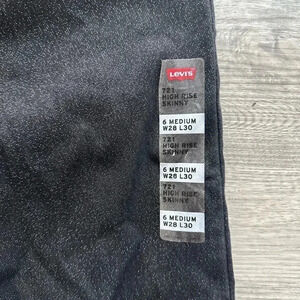 Levi's
721
HIGH RISE
SKINNY
6 MEDIUM
W28 L30
721
HIGH RISE
SKINNY
6 MEDIUM
W28 L30
721
HIGH RISE
SKINNY
6 MEDIUM
W28 L30